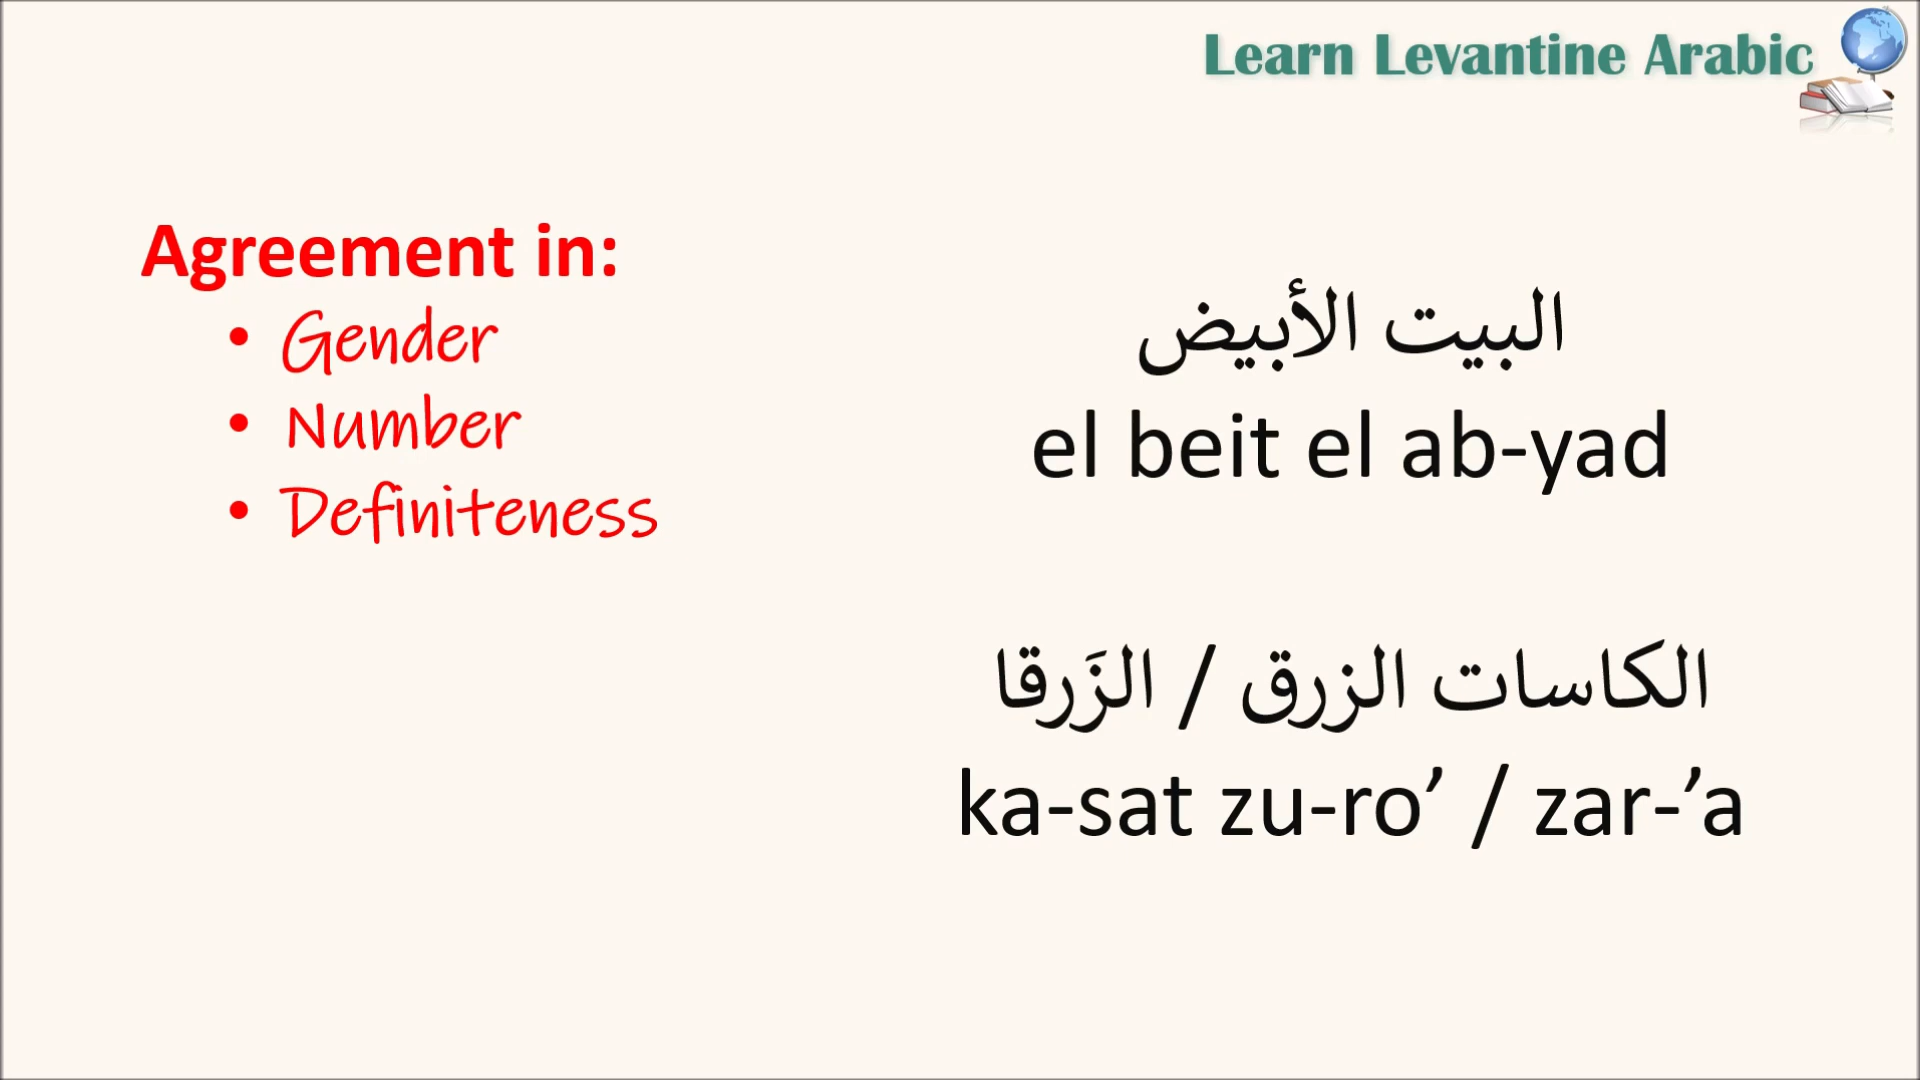 Learn Levantine Arabic
Agreement in:
• Gender
• Number
• Definiteness
البيت الأبيض
el beit el ab-yad
الكاسات الزرق / الزَرقا
ka-sat zu-ro’ / zar-’a